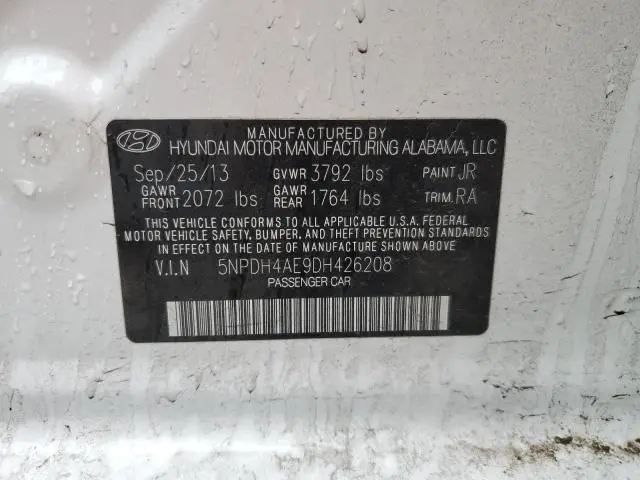 MANUFACTURED BY
HYUNDAI MOTOR MANUFACTURING ALABAMA, LLC
Sep/25/13 GVWR 3792 lbs PAINT JR
GAWR FRONT 2072 lbs GAWR REAR 1764 lbs TRIM. RA
THIS VEHICLE CONFORMS TO ALL APPLICABLE U.S.A. FEDERAL
MOTOR VEHICLE SAFETY, BUMPER, AND THEFT PREVENTION STANDARDS
IN EFFECT ON THE DATE OF MANUFACTURE SHOWN ABOVE
V.I.N 5NPDH4AE9DH426208
PASSENGER CAR